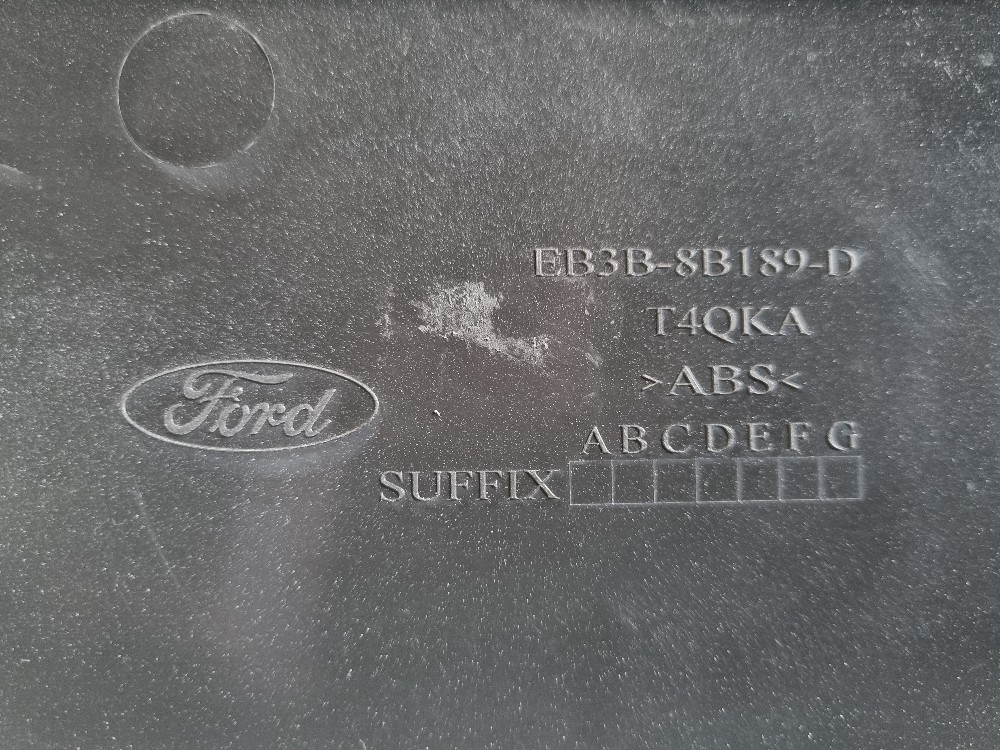 EB3B-8B189-D
T4QKA
>ABS<
Ford
A B C D E F G
SUFFIX